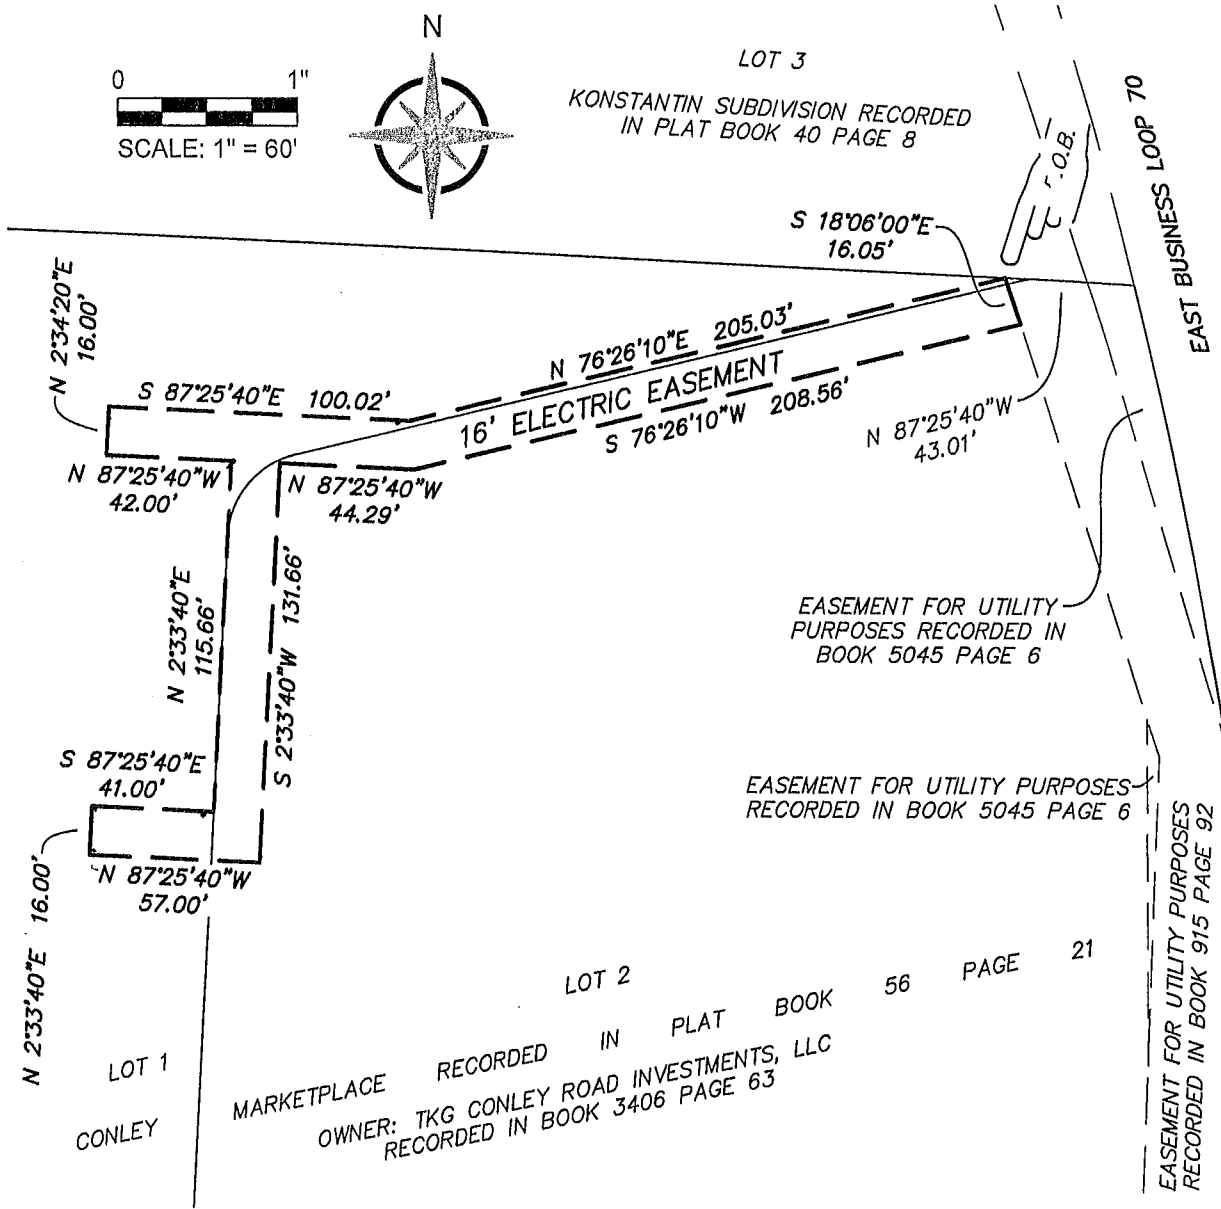 N
0 1"
SCALE: 1" = 60'
LOT 3
KONSTANTIN SUBDIVISION RECORDED
IN PLAT BOOK 40 PAGE 8
EAST BUSINESS LOOP 70
.O.B.
S 18°06'00"E
16.05'
N 2°34'20"E
16.00'
S 87°25'40"E 100.02'
N 76°26'10"E 205.03'
16' ELECTRIC EASEMENT
S 76°26'10"W 208.56'
N 87°25'40"W
43.01'
N 87°25'40"W
42.00'
N 87°25'40"W
44.29'
N 2°33'40"E
115.66'
S 2°33'40"W 131.66'
EASEMENT FOR UTILITY
PURPOSES RECORDED IN
BOOK 5045 PAGE 6
S 87°25'40"E
41.00'
EASEMENT FOR UTILITY PURPOSES
RECORDED IN BOOK 5045 PAGE 6
N 87°25'40"W
57.00'
N 2°33'40"E 16.00'
EASEMENT FOR UTILITY PURPOSES
RECORDED IN BOOK 915 PAGE 92
LOT 1
LOT 2
CONLEY MARKETPLACE RECORDED IN PLAT BOOK 56 PAGE 21
OWNER: TKG CONLEY ROAD INVESTMENTS, LLC
RECORDED IN BOOK 3406 PAGE 63